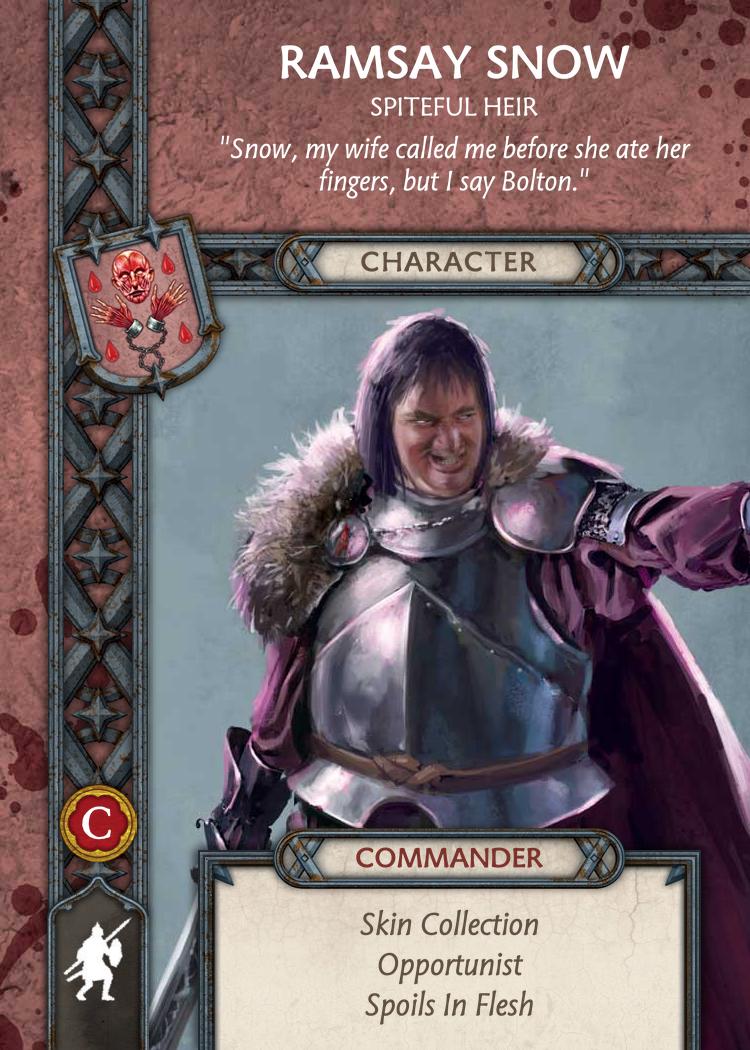 RAMSAY SNOW
SPITEFUL HEIR
"Snow, my wife called me before she ate her
fingers, but I say Bolton."
CHARACTER
C
COMMANDER
Skin Collection
Opportunist
Spoils In Flesh